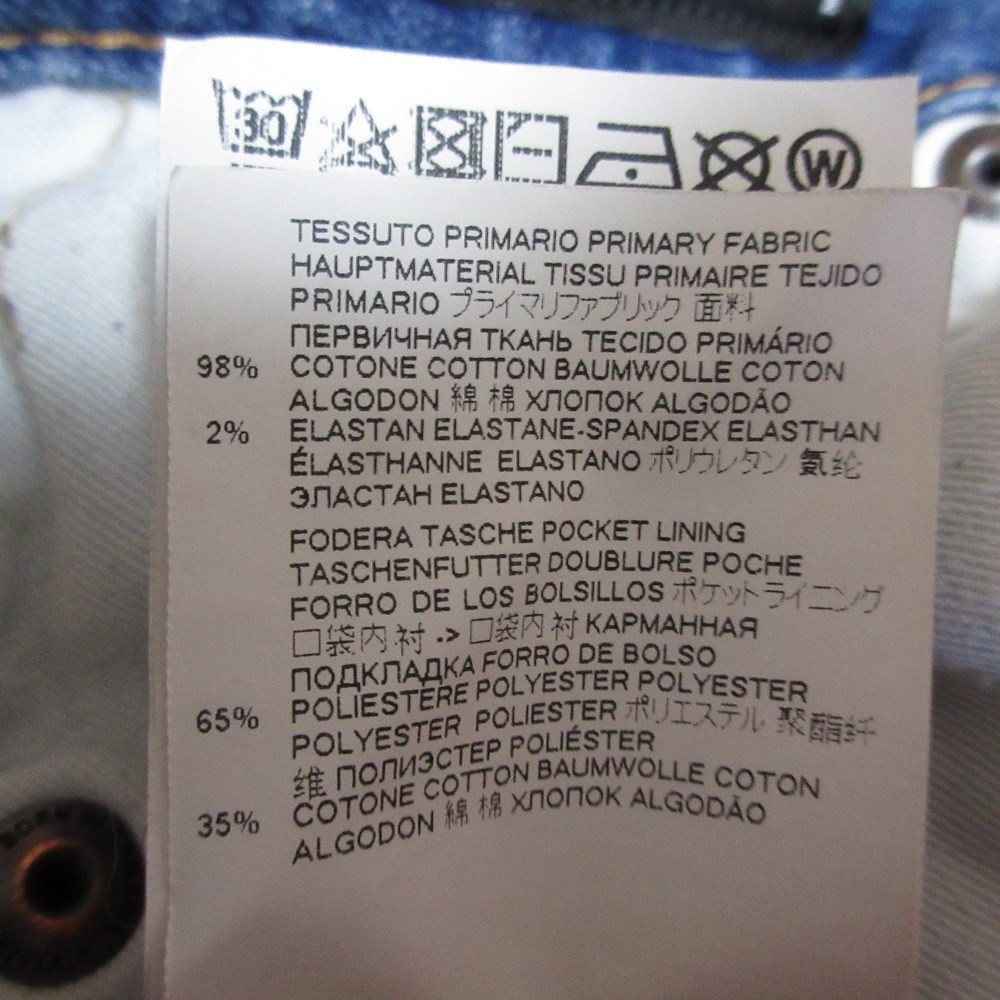 30
W
TESSUTO PRIMARIO PRIMARY FABRIC
HAUPTMATERIAL TISSU PRIMAIRE TEJIDO
PRIMARIO プライマリファブリック 面料
ПЕРВИЧНАЯ ТКАНЬ TECIDO PRIMÁRIO
98% COTONE COTTON BAUMWOLLE COTON
ALGODON 綿 棉 ХЛОПОК ALGODÃO
2% ELASTAN ELASTANE-SPANDEX ELASTHAN
ÉLASTHANNE ELASTANO ポリウレタン 氨纶
ЭЛАСТАН ELASTANO
FODERA TASCHE POCKET LINING
TASCHENFUTTER DOUBLURE POCHE
FORRO DE LOS BOLSILLOS ポケットライニング
口袋内衬 -> 口袋内衬 КАРМАННАЯ
ПОДКЛАДКА FORRO DE BOLSO
65% POLIESTERE POLYESTER POLYESTER
POLYESTER POLIESTER ポリエステル 聚酯纤
维 ПОЛИЭСТЕР POLIÉSTER
35% COTONE COTTON BAUMWOLLE COTON
ALGODON 綿 棉 ХЛОПОК ALGODÃO